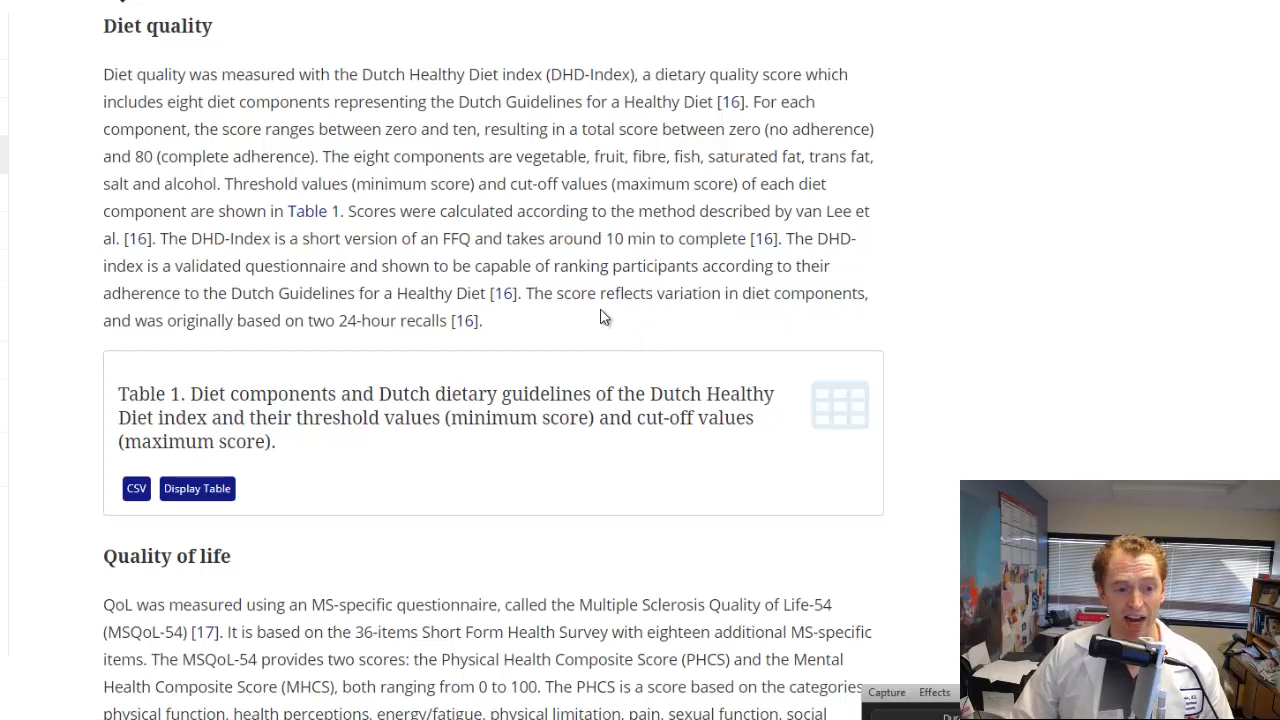 Diet quality
Diet quality was measured with the Dutch Healthy Diet index (DHD-Index), a dietary quality score which
includes eight diet components representing the Dutch Guidelines for a Healthy Diet [16]. For each
component, the score ranges between zero and ten, resulting in a total score between zero (no adherence)
and 80 (complete adherence). The eight components are vegetable, fruit, fibre, fish, saturated fat, trans fat,
salt and alcohol. Threshold values (minimum score) and cut-off values (maximum score) of each diet
component are shown in Table 1. Scores were calculated according to the method described by van Lee et
al. [16]. The DHD-Index is a short version of an FFQ and takes around 10 min to complete [16]. The DHD-
index is a validated questionnaire and shown to be capable of ranking participants according to their
adherence to the Dutch Guidelines for a Healthy Diet [16]. The score reflects variation in diet components,
and was originally based on two 24-hour recalls [16].
Table 1. Diet components and Dutch dietary guidelines of the Dutch Healthy
Diet index and their threshold values (minimum score) and cut-off values
(maximum score).
CSV Display Table
Quality of life
QoL was measured using an MS-specific questionnaire, called the Multiple Sclerosis Quality of Life-54
(MSQoL-54) [17]. It is based on the 36-items Short Form Health Survey with eighteen additional MS-specific
items. The MSQoL-54 provides two scores: the Physical Health Composite Score (PHCS) and the Mental
Health Composite Score (MHCS), both ranging from 0 to 100. The PHCS is a score based on the categories
physical function, health perceptions, energy/fatigue, physical limitation, pain, sexual function, social
Capture Effects